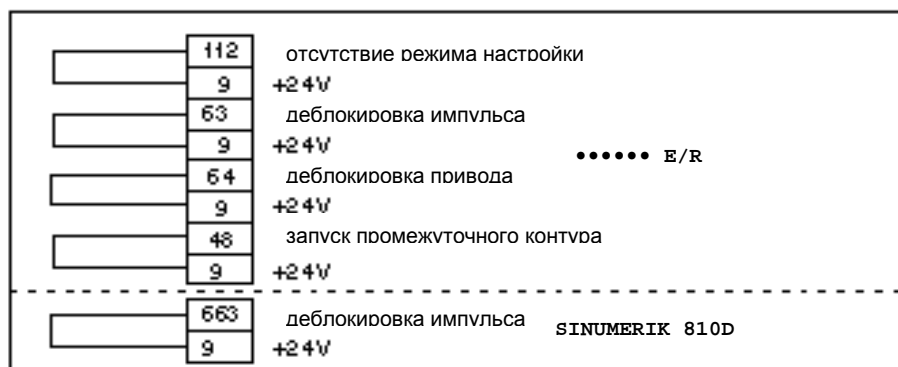 112 отсутствие режима настройки
9 +24V
63 деблокировка импульса
9 +24V
•••••• E/R
64 деблокировка привода
9 +24V
48 запуск промежуточного контура
9 +24V
663 деблокировка импульса SINUMERIK 810D
9 +24V